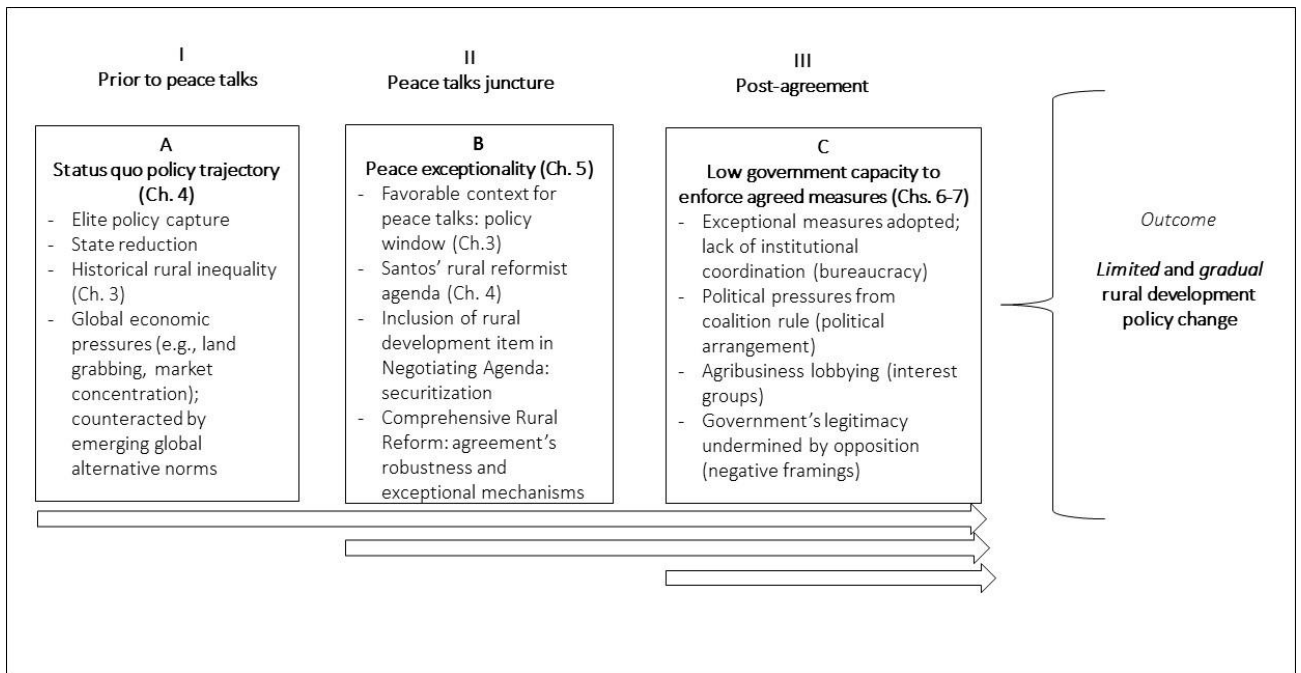 I
Prior to peace talks
II
Peace talks juncture
III
Post-agreement
A
Status quo policy trajectory
(Ch. 4)
- Elite policy capture
- State reduction
- Historical rural inequality
(Ch. 3)
- Global economic
pressures (e.g., land
grabbing, market
concentration);
counteracted by
emerging global
alternative norms
B
Peace exceptionality (Ch. 5)
- Favorable context for
peace talks: policy
window (Ch.3)
- Santos’ rural reformist
agenda (Ch. 4)
- Inclusion of rural
development item in
Negotiating Agenda:
securitization
- Comprehensive Rural
Reform: agreement’s
robustness and
exceptional mechanisms
C
Low government capacity to
enforce agreed measures (Chs. 6-7)
- Exceptional measures adopted;
lack of institutional
coordination (bureaucracy)
- Political pressures from
coalition rule (political
arrangement)
- Agribusiness lobbying (interest
groups)
- Government’s legitimacy
undermined by opposition
(negative framings)
Outcome
Limited and gradual
rural development
policy change